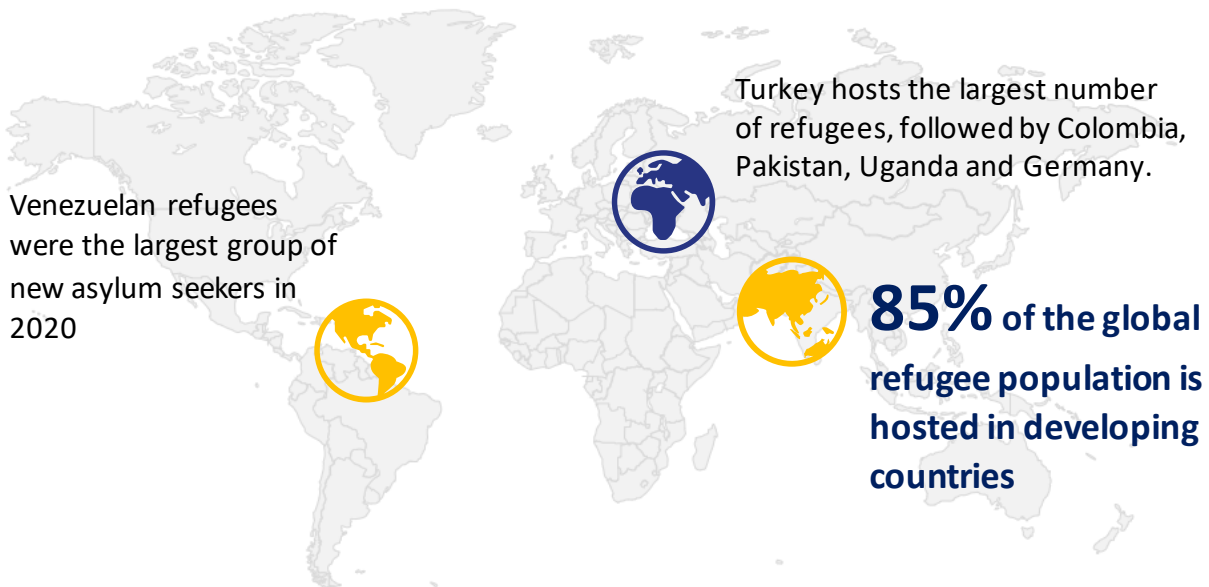 Turkey hosts the largest number
of refugees, followed by Colombia,
Pakistan, Uganda and Germany.
Venezuelan refugees
were the largest group of
new asylum seekers in
2020
85% of the global
refugee population is
hosted in developing
countries